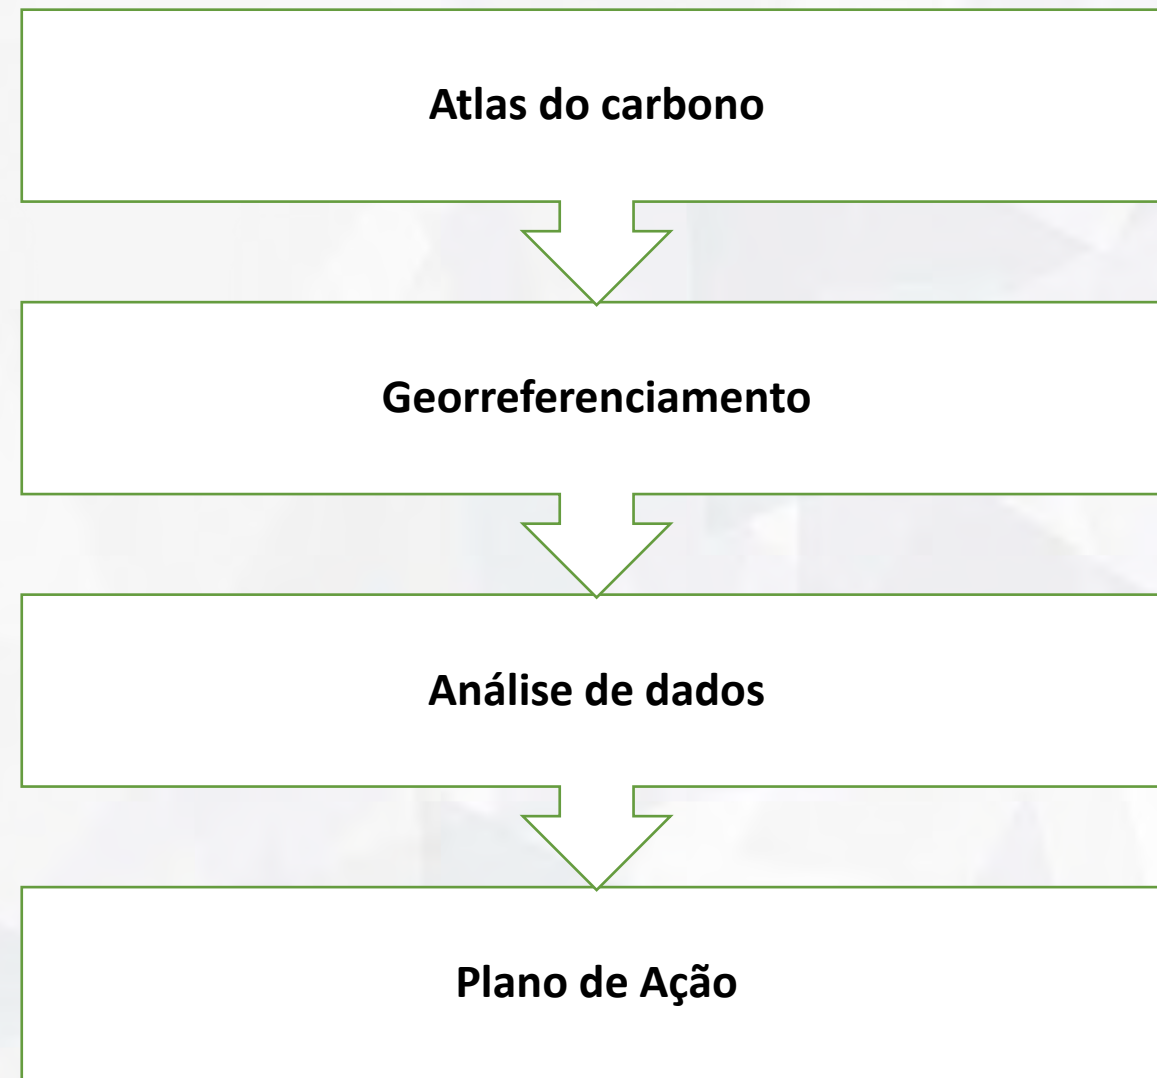 Atlas do carbono
Georreferenciamento
Análise de dados
Plano de Ação